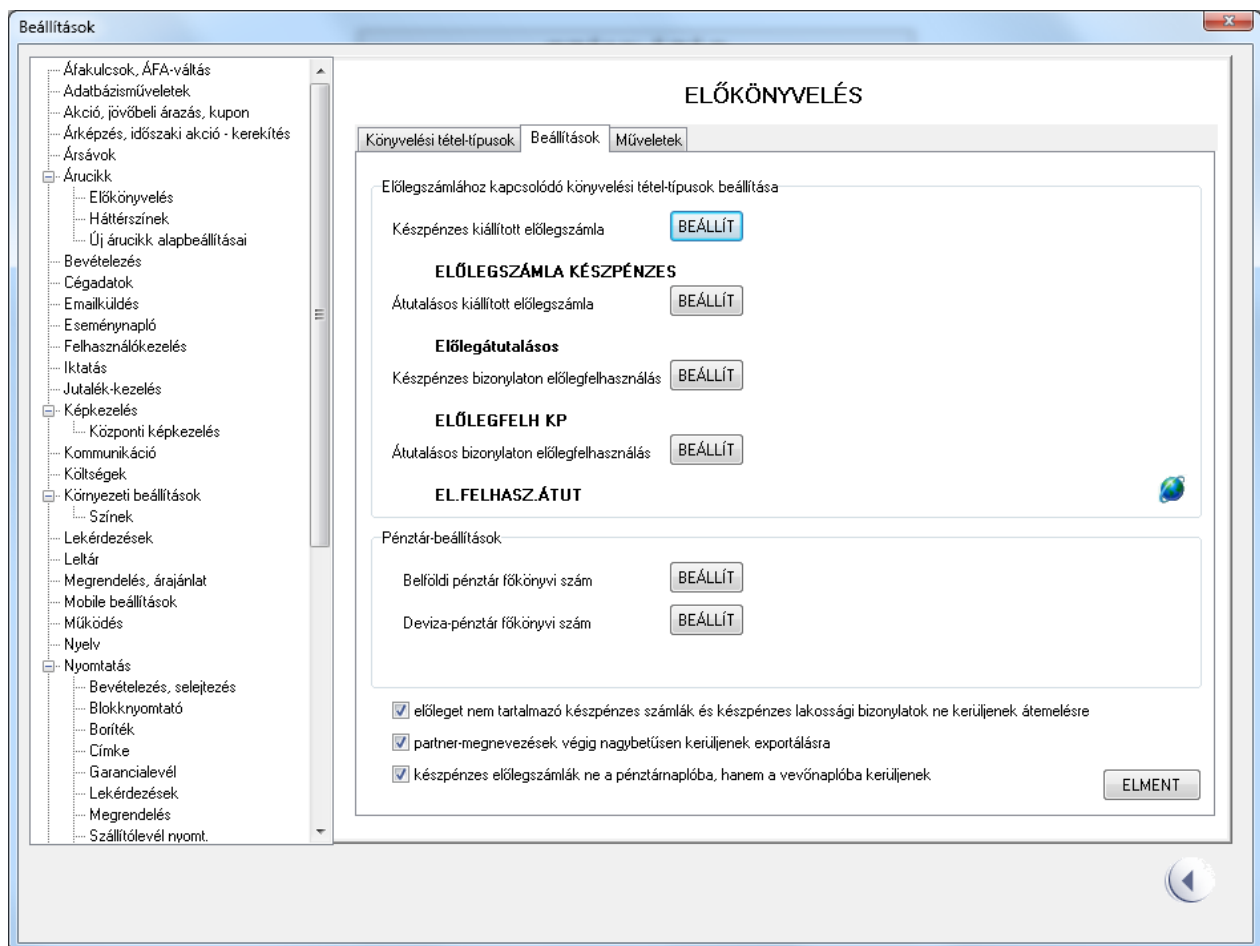 Beállítások
Áfakulcsok, ÁFA-váltás
Adatbázisműveletek
Akció, jövőbeli árazás, kupon
Árképzés, időszaki akció - kerekítés
Ársávok
Árucikk
Előkönyvelés
Háttérszínek
Új árucikk alapbeállításai
Bevételezés
Cégadatok
Emailküldés
Eseménynapló
Felhasználókezelés
Iktatás
Jutalék-kezelés
Képkezelés
Központi képkezelés
Kommunikáció
Költségek
Környezeti beállítások
Színek
Lekérdezések
Leltár
Megrendelés, árajánlat
Mobile beállítások
Működés
Nyelv
Nyomtatás
Bevételezés, selejtezés
Blokknyomtató
Boríték
Címke
Garancialevél
Lekérdezések
Megrendelés
Szállítólevél nyomt.
ELŐKÖNYVELÉS
Könyvelési tétel-típusok Beállítások Műveletek
Előlegszámlához kapcsolódó könyvelési tétel-típusok beállítása
Készpénzes kiállított előlegszámla BEÁLLÍT
ELŐLEGSZÁMLA KÉSZPÉNZES
Átutalásos kiállított előlegszámla BEÁLLÍT
Előlegátutalásos
Készpénzes bizonylaton előlegfelhasználás BEÁLLÍT
ELŐLEGFELH KP
Átutalásos bizonylaton előlegfelhasználás BEÁLLÍT
EL.FELHASZ.ÁTUT
Pénztár-beállítások
Belföldi pénztár főkönyvi szám BEÁLLÍT
Deviza-pénztár főkönyvi szám BEÁLLÍT
előleget nem tartalmazó készpénzes számlák és készpénzes lakossági bizonylatok ne kerüljenek átemelésre
partner-megnevezések végig nagybetűsen kerüljenek exportálásra
készpénzes előlegszámlák ne a pénztárnaplóba, hanem a vevőnaplóba kerüljenek
ELMENT